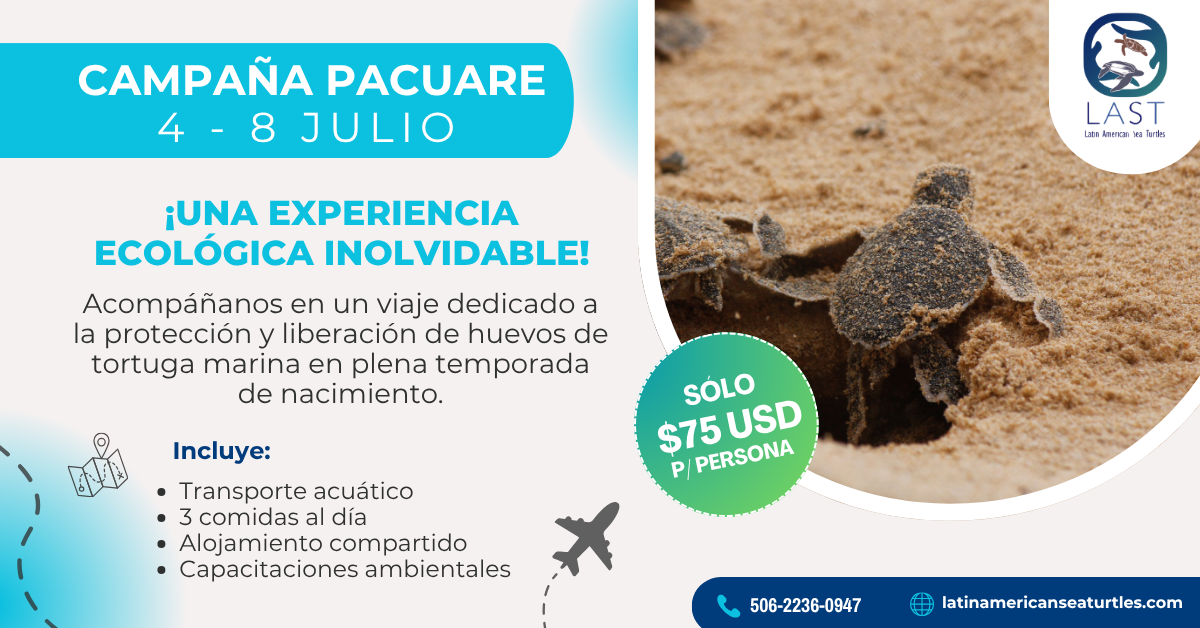 CAMPAÑA PACUARE
4 - 8 JULIO
¡UNA EXPERIENCIA
ECOLÓGICA INOLVIDABLE!
Acompáñanos en un viaje dedicado a
la protección y liberación de huevos de
tortuga marina en plena temporada
de nacimiento.
Incluye:
• Transporte acuático
• 3 comidas al día
• Alojamiento compartido
• Capacitaciones ambientales
SÓLO
$75 USD
P/ PERSONA
LAST
Latin American Sea Turtles
506-2236-0947
latinamericanseaturtles.com